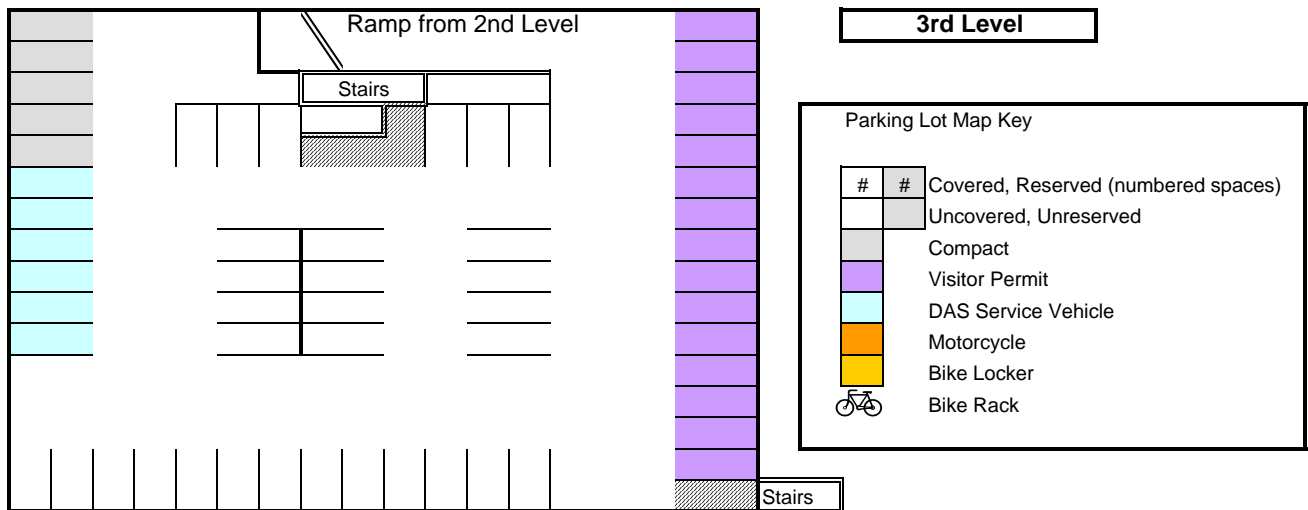 Ramp from 2nd Level
3rd Level
Stairs
Parking Lot Map Key
# # Covered, Reserved (numbered spaces)
Uncovered, Unreserved
Compact
Visitor Permit
DAS Service Vehicle
Motorcycle
Bike Locker
Bike Rack
Stairs